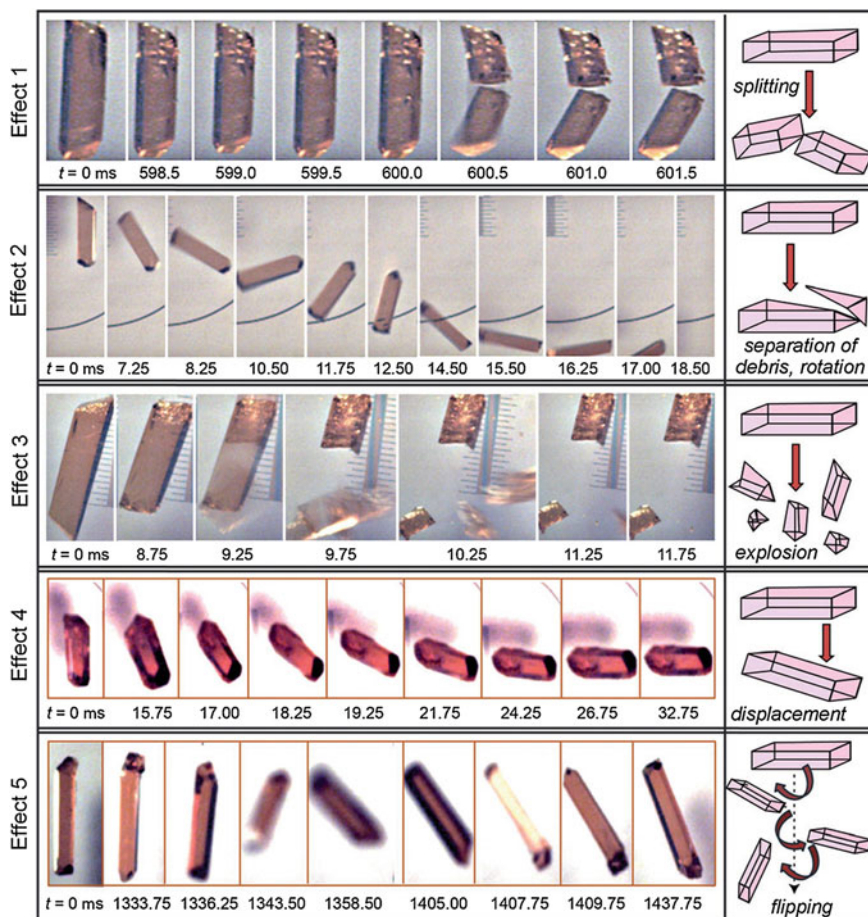 Effect 1
t = 0 ms 598.5 599.0 599.5 600.0 600.5 601.0 601.5
splitting
Effect 2
t = 0 ms 7.25 8.25 10.50 11.75 12.50 14.50 15.50 16.25 17.00 18.50
separation of
debris, rotation
Effect 3
t = 0 ms 8.75 9.25 9.75 10.25 11.25 11.75
explosion
Effect 4
t = 0 ms 15.75 17.00 18.25 19.25 21.75 24.25 26.75 32.75
displacement
Effect 5
t = 0 ms 1333.75 1336.25 1343.50 1358.50 1405.00 1407.75 1409.75 1437.75
flipping